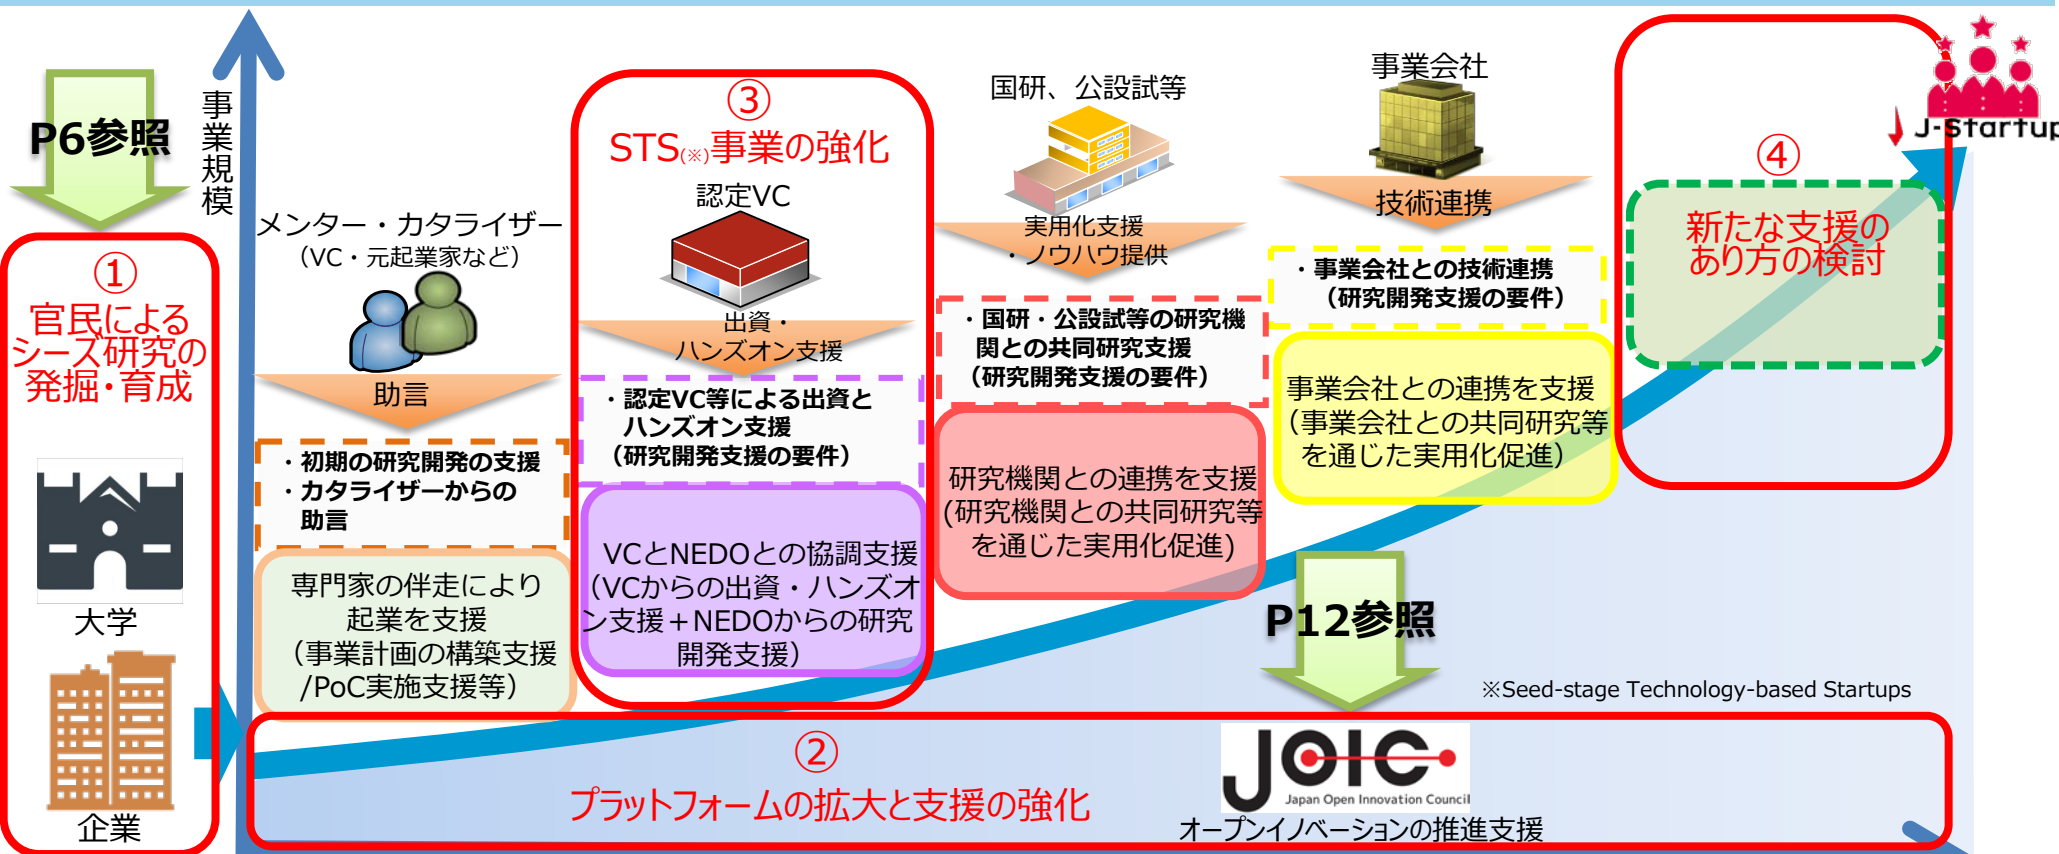 P6参照
①
官民による
シーズ研究の
発掘・育成
大学
企業
事業規模
メンター・カタライザー
（VC・元起業家など）
助言
・初期の研究開発の支援
・カタライザーからの
助言
専門家の伴走により
起業を支援
（事業計画の構築支援
/PoC実施支援等）
③
STS(※)事業の強化
認定VC
出資・
ハンズオン支援
・認定VC等による出資と
ハンズオン支援
（研究開発支援の要件）
VCとNEDOとの協調支援
（VCからの出資・ハンズオ
ン支援＋NEDOからの研究
開発支援）
国研、公設試等
実用化支援
・ノウハウ提供
・国研・公設試等の研究機
関との共同研究支援
（研究開発支援の要件）
研究機関との連携を支援
(研究機関との共同研究等
を通じた実用化促進)
事業会社
技術連携
・事業会社との技術連携
（研究開発支援の要件）
事業会社との連携を支援
（事業会社との共同研究等
を通じた実用化促進）
④
新たな支援の
あり方の検討
J-Startup
P12参照
※Seed-stage Technology-based Startups
②
プラットフォームの拡大と支援の強化
JOIC
Japan Open Innovation Council
オープンイノベーションの推進支援